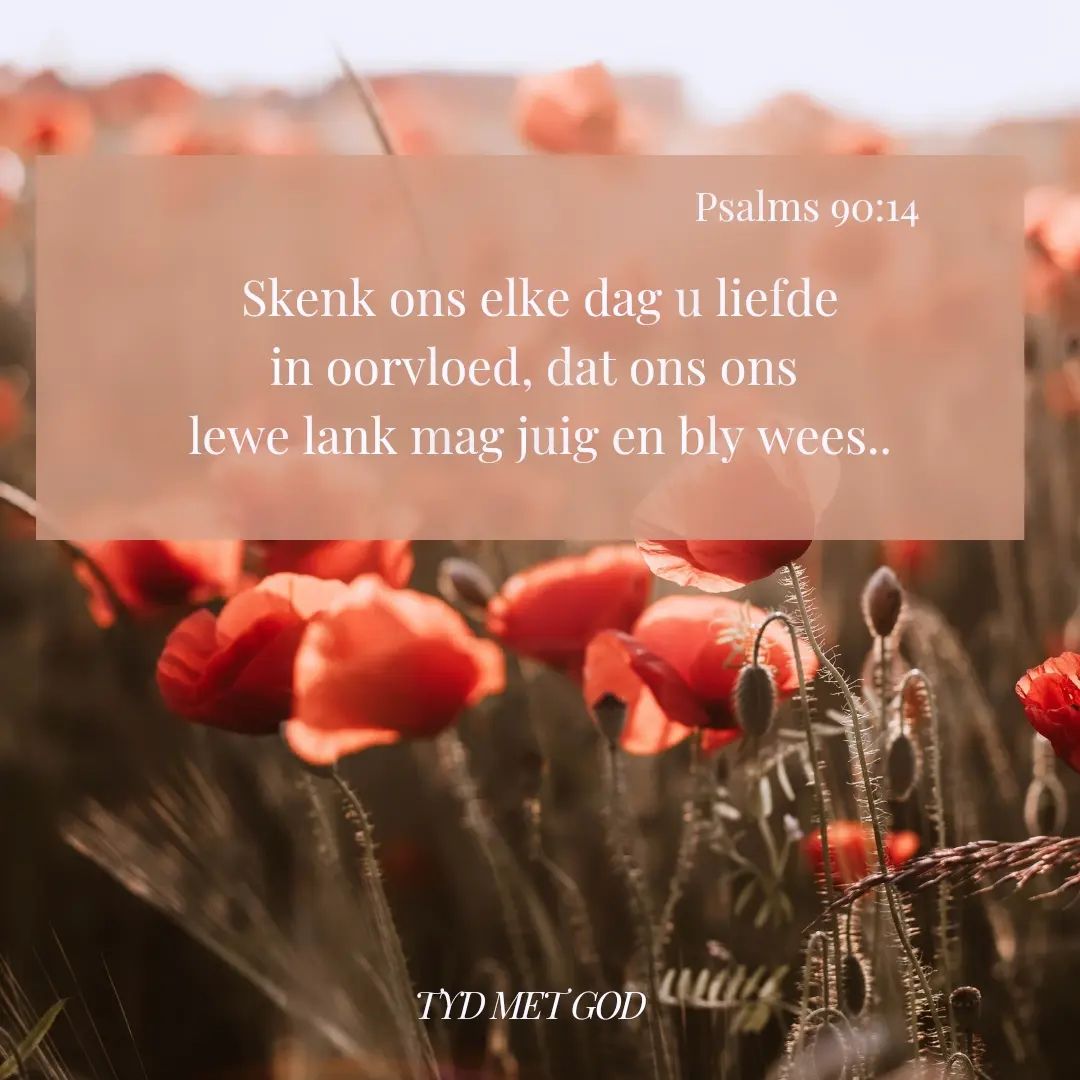 Psalms 90:14
Skenk ons elke dag u liefde
in oorvloed, dat ons ons
lewe lank mag juig en bly wees..
TYD MET GOD